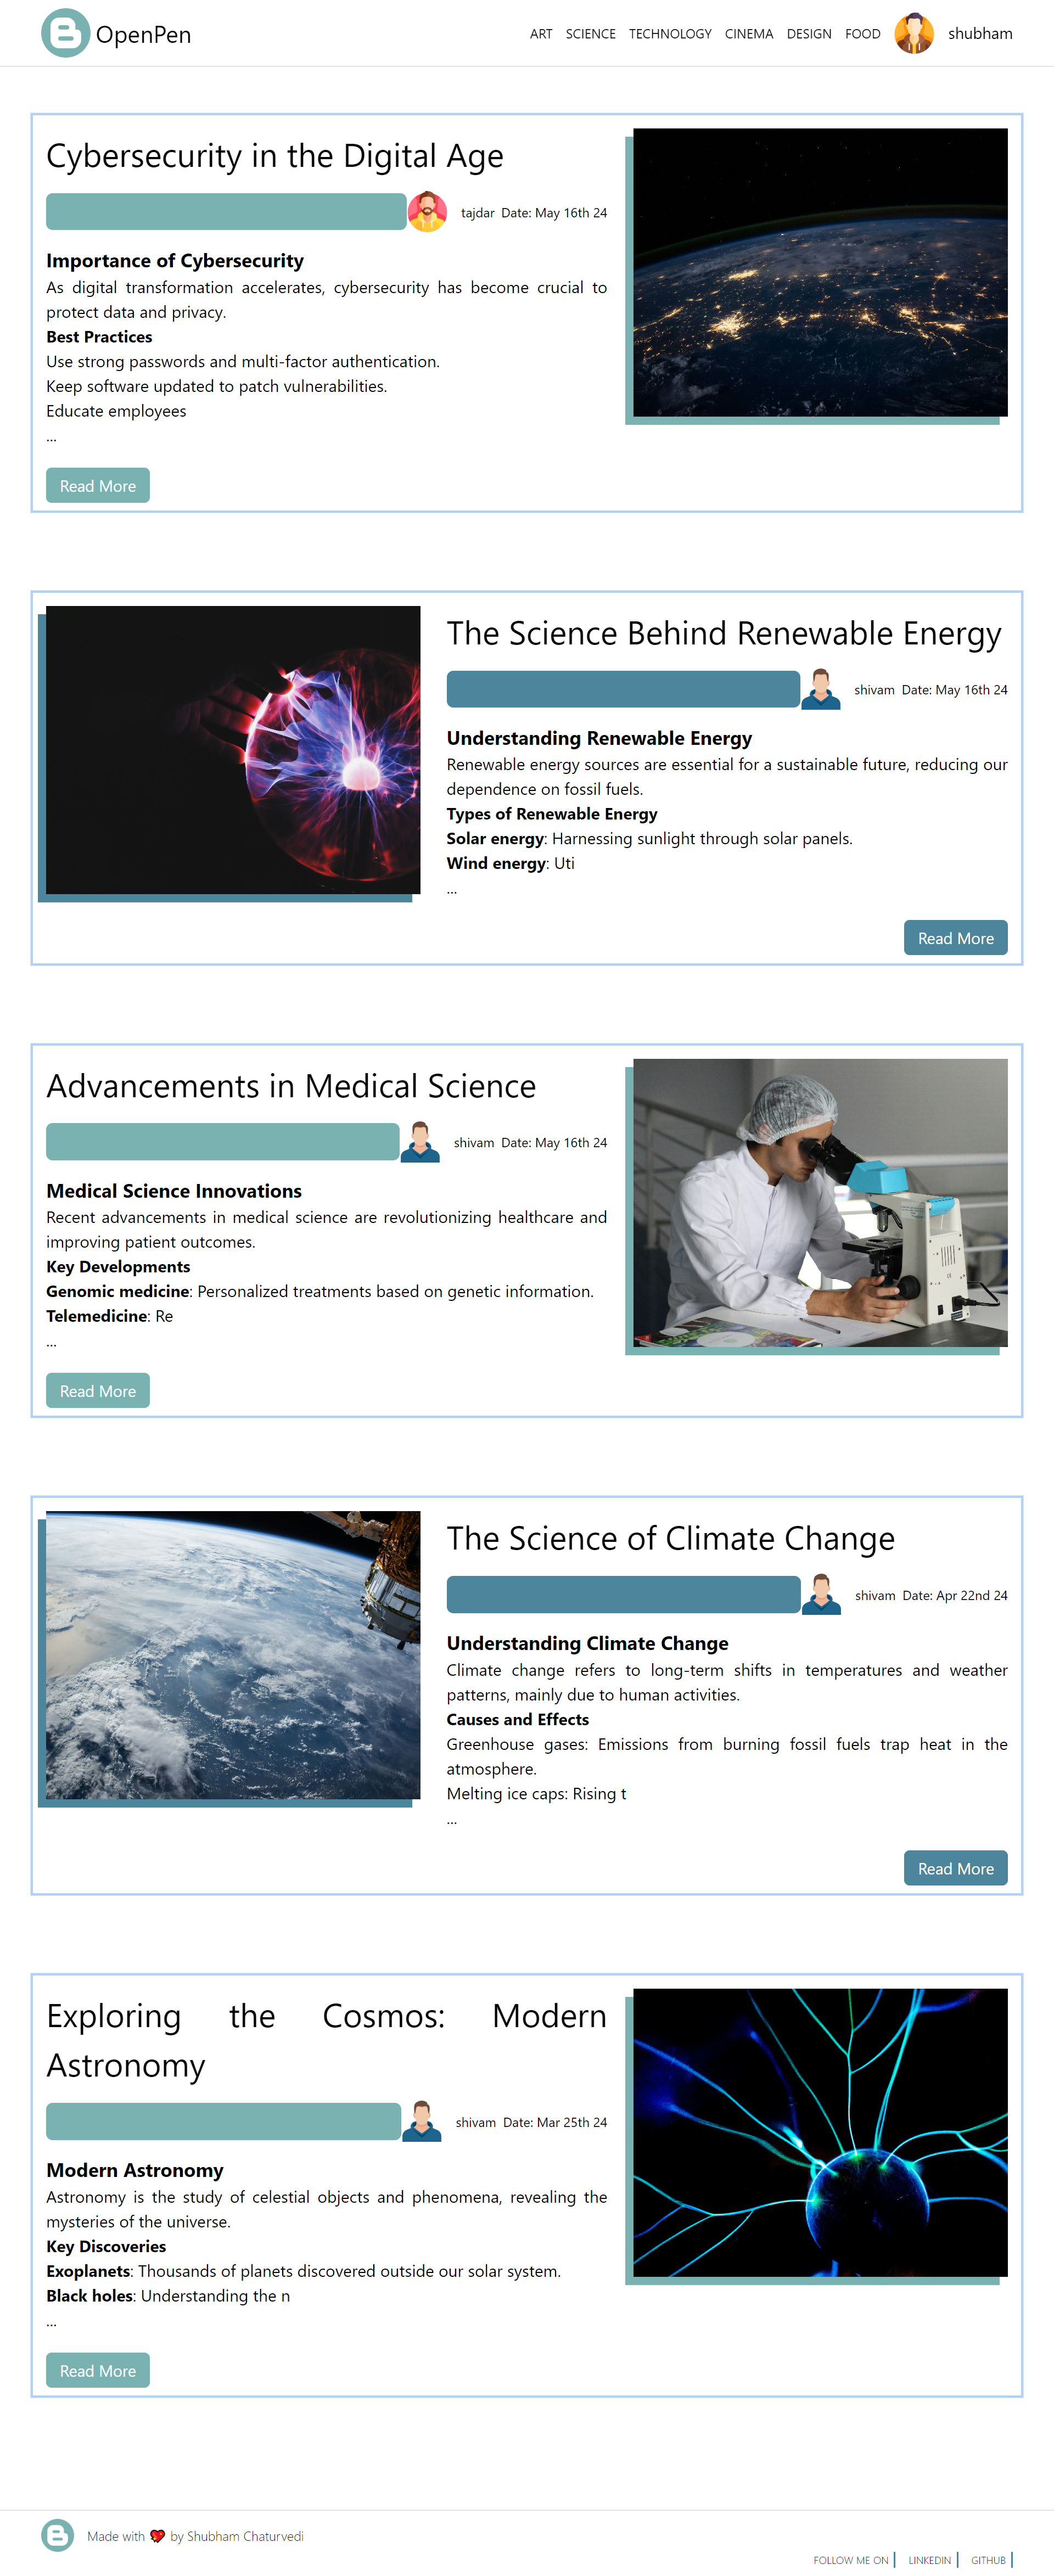 OpenPen
ART SCIENCE TECHNOLOGY CINEMA DESIGN FOOD shubham
Cybersecurity in the Digital Age
tajdar Date: May 16th 24
Importance of Cybersecurity
As digital transformation accelerates, cybersecurity has become crucial to
protect data and privacy.
Best Practices
Use strong passwords and multi-factor authentication.
Keep software updated to patch vulnerabilities.
Educate employees
...
Read More
The Science Behind Renewable Energy
shivam Date: May 16th 24
Understanding Renewable Energy
Renewable energy sources are essential for a sustainable future, reducing our
dependence on fossil fuels.
Types of Renewable Energy
Solar energy: Harnessing sunlight through solar panels.
Wind energy: Uti
...
Read More
Advancements in Medical Science
shivam Date: May 16th 24
Medical Science Innovations
Recent advancements in medical science are revolutionizing healthcare and
improving patient outcomes.
Key Developments
Genomic medicine: Personalized treatments based on genetic information.
Telemedicine: Re
...
Read More
The Science of Climate Change
shivam Date: Apr 22nd 24
Understanding Climate Change
Climate change refers to long-term shifts in temperatures and weather
patterns, mainly due to human activities.
Causes and Effects
Greenhouse gases: Emissions from burning fossil fuels trap heat in the
atmosphere.
Melting ice caps: Rising t
...
Read More
Exploring the Cosmos: Modern
Astronomy
shivam Date: Mar 25th 24
Modern Astronomy
Astronomy is the study of celestial objects and phenomena, revealing the
mysteries of the universe.
Key Discoveries
Exoplanets: Thousands of planets discovered outside our solar system.
Black holes: Understanding the n
...
Read More
Made with 💖 by Shubham Chaturvedi
FOLLOW ME ON LINKEDIN GITHUB